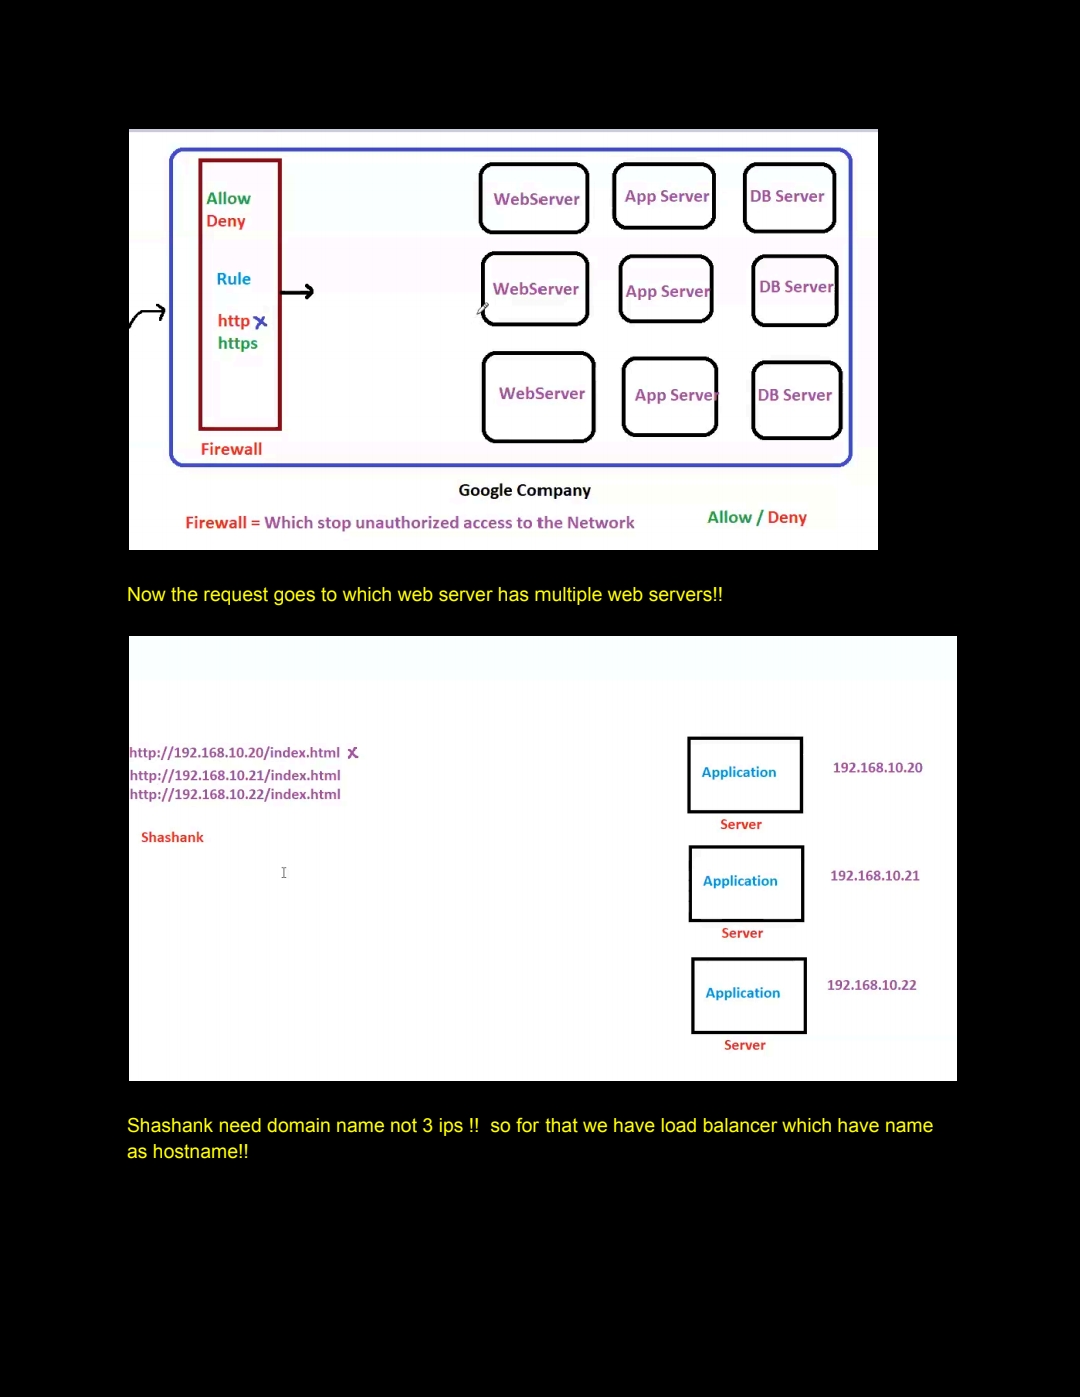 Allow
Deny
Rule
http X
https
Firewall
WebServer App Server DB Server
WebServer App Server DB Server
WebServer App Server DB Server
Google Company
Firewall = Which stop unauthorized access to the Network
Allow / Deny
Now the request goes to which web server has multiple web servers!!
http://192.168.10.20/index.html X
http://192.168.10.21/index.html
http://192.168.10.22/index.html
Shashank
Application 192.168.10.20
Server
Application 192.168.10.21
Server
Application 192.168.10.22
Server
Shashank need domain name not 3 ips !! so for that we have load balancer which have name
as hostname!!